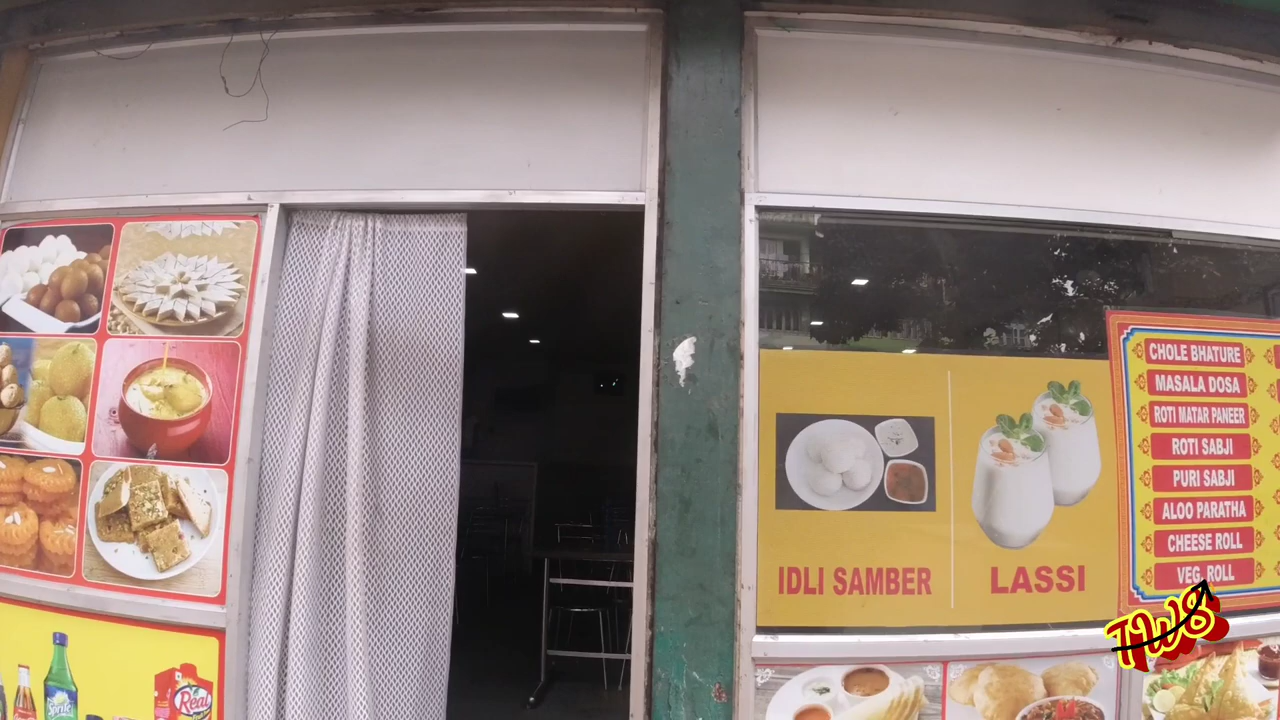 IDLI SAMBER
LASSI
CHOLE BHATURE
MASALA DOSA
ROTI MATAR PANEER
ROTI SABJI
PURI SABJI
ALOO PARATHA
CHEESE ROLL
VEG. ROLL
Sprite
Real
TWS